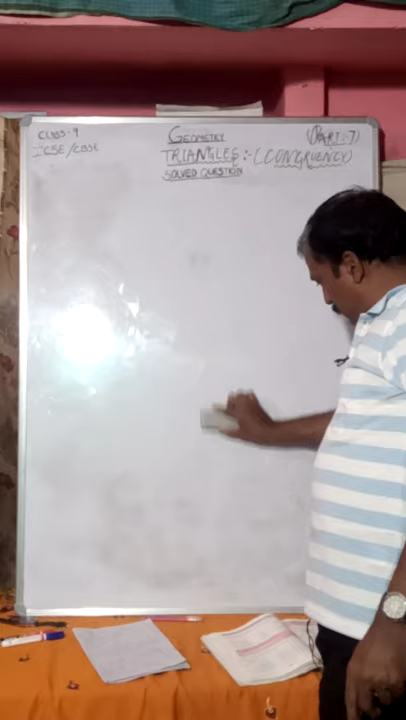 CLASS-9
ICSE/CBSE
GEOMETRY
(PART:-7)
TRIANGLES:-(CONGRUENCY)
SOLVED QUESTION